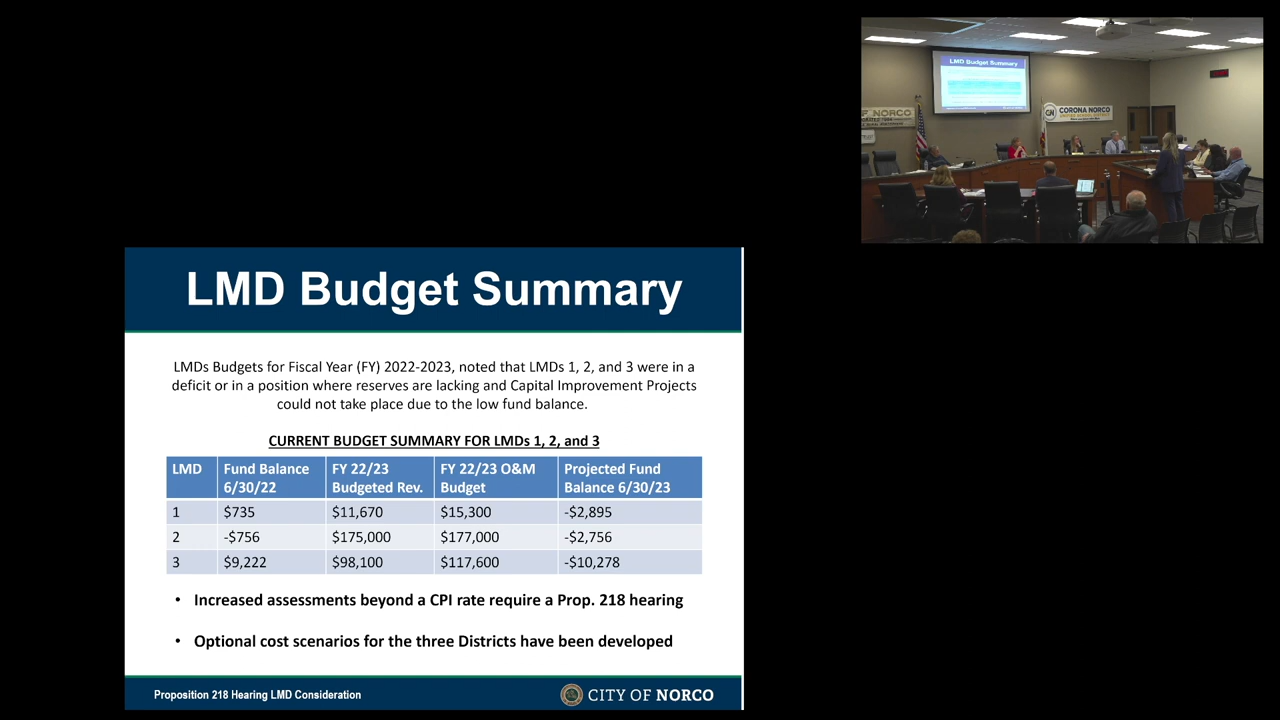 LMD Budget Summary
OF NORCO
CORONA NORCO
UNIFIED SCHOOL DISTRICT
LMD Budget Summary
LMDs Budgets for Fiscal Year (FY) 2022-2023, noted that LMDs 1, 2, and 3 were in a
deficit or in a position where reserves are lacking and Capital Improvement Projects
could not take place due to the low fund balance.
CURRENT BUDGET SUMMARY FOR LMDs 1, 2, and 3
LMD Fund Balance 6/30/22 FY 22/23 Budgeted Rev. FY 22/23 O&M Budget Projected Fund Balance 6/30/23
1 $735 $11,670 $15,300 -$2,895
2 -$756 $175,000 $177,000 -$2,756
3 $9,222 $98,100 $117,600 -$10,278
• Increased assessments beyond a CPI rate require a Prop. 218 hearing
• Optional cost scenarios for the three Districts have been developed
Proposition 218 Hearing LMD Consideration
CITY OF NORCO